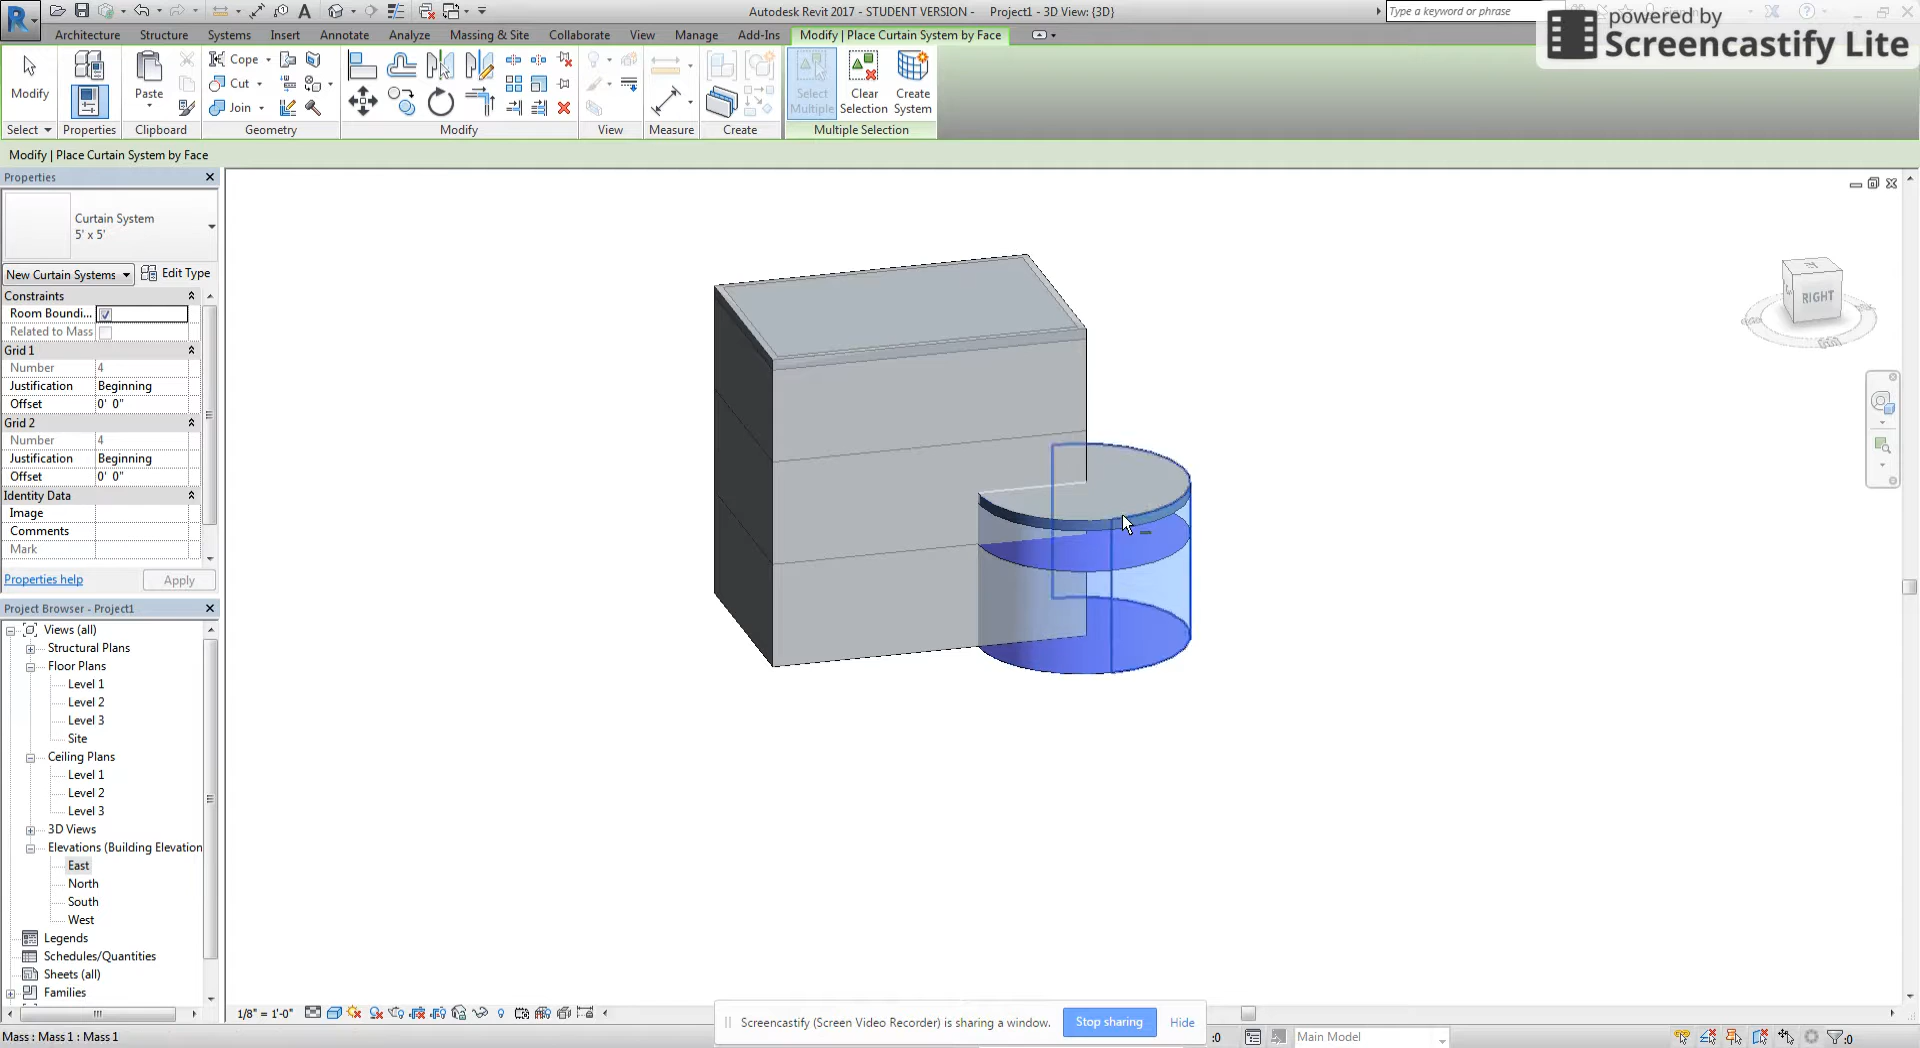 Autodesk Revit 2017 - STUDENT VERSION - Project1 - 3D View: {3D}
Type a keyword or phrase
powered by
Screencastify Lite
Architecture Structure Systems Insert Annotate Analyze Massing & Site Collaborate View Manage Add-Ins Modify | Place Curtain System by Face
Modify
Properties
Paste
Cope
Cut
Join
Select Multiple
Clear Selection
Create System
Select Properties Clipboard Geometry Modify View Measure Create Multiple Selection
Modify | Place Curtain System by Face
Properties
Curtain System
5' x 5'
New Curtain Systems Edit Type
Constraints
Room Boundi...
Related to Mass
Grid 1
Number 4
Justification Beginning
Offset 0' 0"
Grid 2
Number 4
Justification Beginning
Offset 0' 0"
Identity Data
Image
Comments
Mark
Properties help Apply
Project Browser - Project1
Views (all)
Structural Plans
Floor Plans
Level 1
Level 2
Level 3
Site
Ceiling Plans
Level 1
Level 2
Level 3
3D Views
Elevations (Building Elevation
East
North
South
West
Legends
Schedules/Quantities
Sheets (all)
Families
RIGHT
1/8" = 1'-0"
Screencastify (Screen Video Recorder) is sharing a window. Stop sharing Hide
Mass : Mass 1 : Mass 1
:0
Main Model
:0